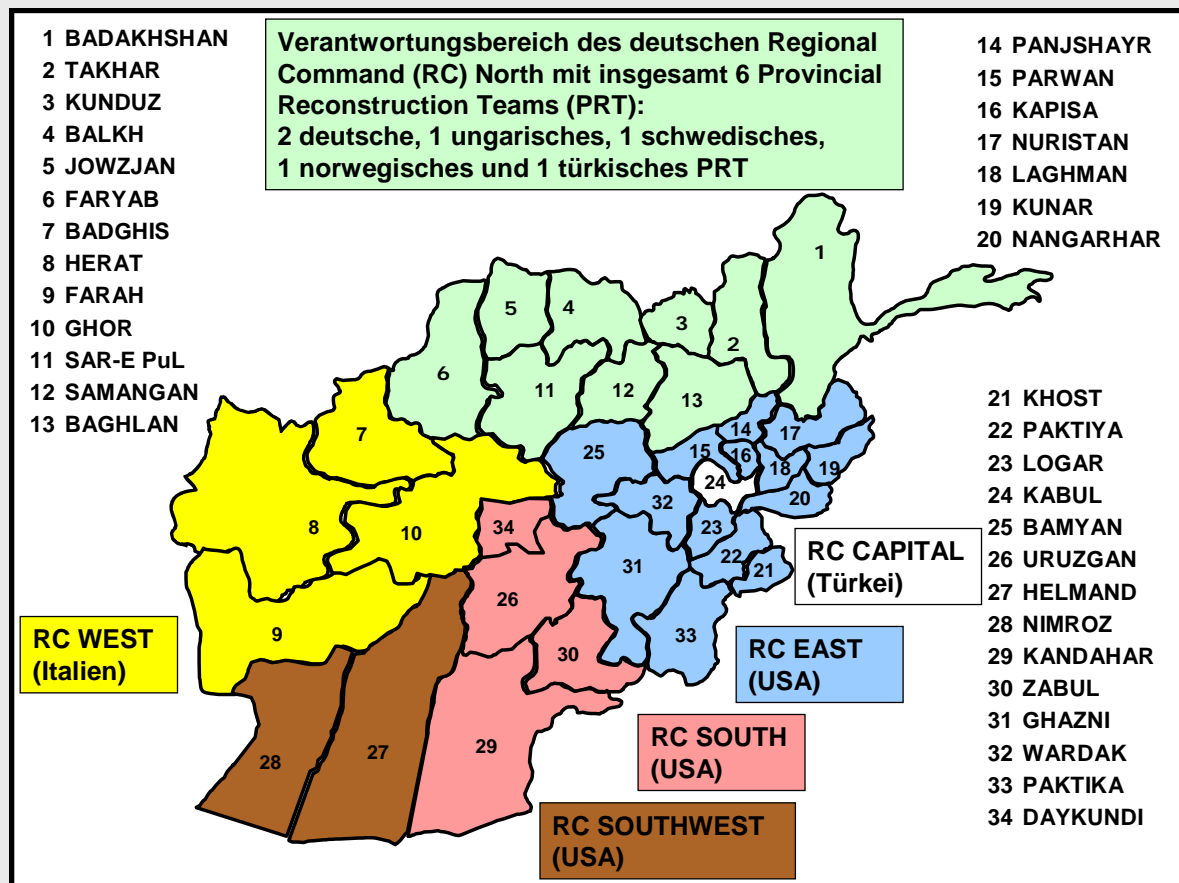 1 BADAKHSHAN
2 TAKHAR
3 KUNDUZ
4 BALKH
5 JOWZJAN
6 FARYAB
7 BADGHIS
8 HERAT
9 FARAH
10 GHOR
11 SAR-E PuL
12 SAMANGAN
13 BAGHLAN
Verantwortungsbereich des deutschen Regional
Command (RC) North mit insgesamt 6 Provincial
Reconstruction Teams (PRT):
2 deutsche, 1 ungarisches, 1 schwedisches,
1 norwegisches und 1 türkisches PRT
14 PANJSHAYR
15 PARWAN
16 KAPISA
17 NURISTAN
18 LAGHMAN
19 KUNAR
20 NANGARHAR
21 KHOST
22 PAKTIYA
23 LOGAR
24 KABUL
25 BAMYAN
26 URUZGAN
27 HELMAND
28 NIMROZ
29 KANDAHAR
30 ZABUL
31 GHAZNI
32 WARDAK
33 PAKTIKA
34 DAYKUNDI
1
5
4
3
2
6
11
12
13
7
25
14
17
15
16
18
19
24
20
32
8
10
34
23
22
21
31
26
9
33
30
29
27
28
RC CAPITAL
(Türkei)
RC WEST
(Italien)
RC EAST
(USA)
RC SOUTH
(USA)
RC SOUTHWEST
(USA)